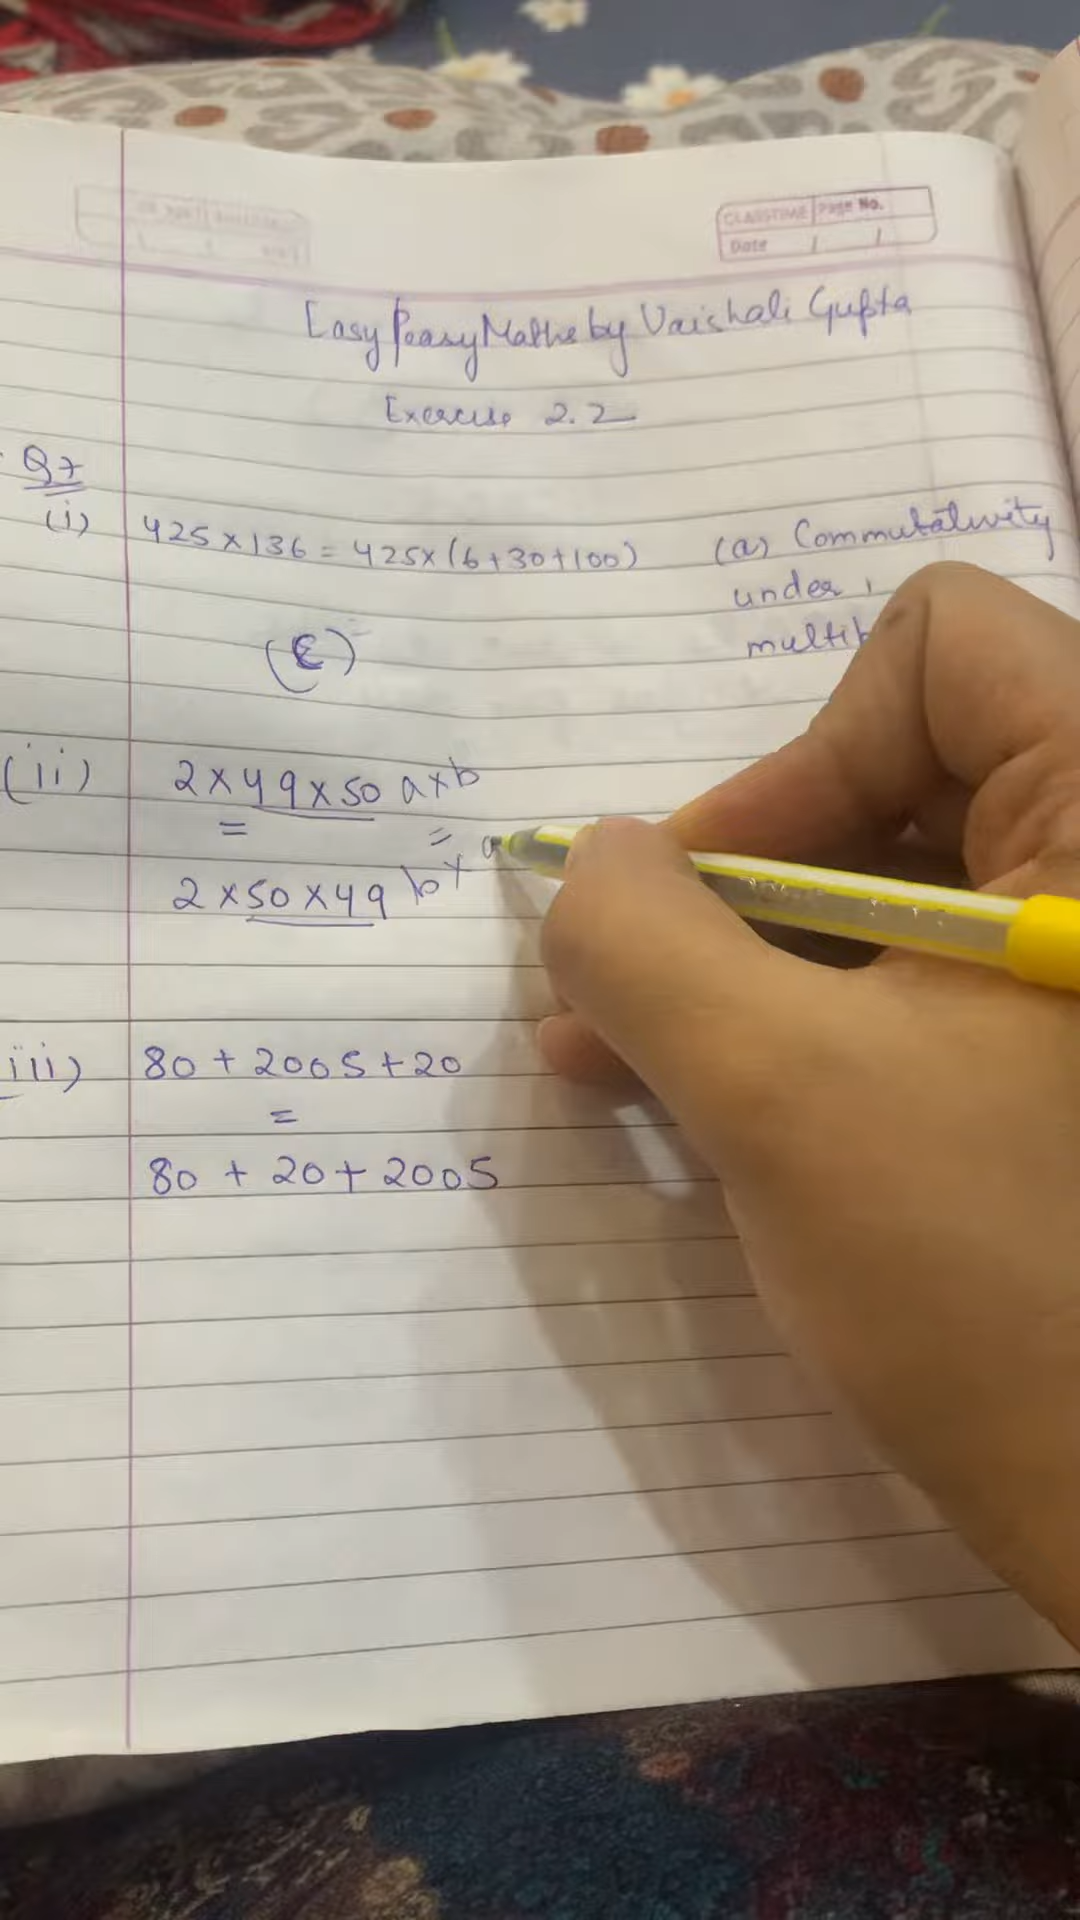 CLASSTIME Page No.
Date / /
Easy Peasy Maths by Vaishali Gupta
Exercise 2.2
Q7
(i) 425 × 136 = 425 × (6 + 30 + 100) (a) Commutativity
under
(c)
(ii) 2 × 49 × 50 a × b
= =
2 × 50 × 49 b × a
iii) 80 + 2005 + 20
=
80 + 20 + 2005